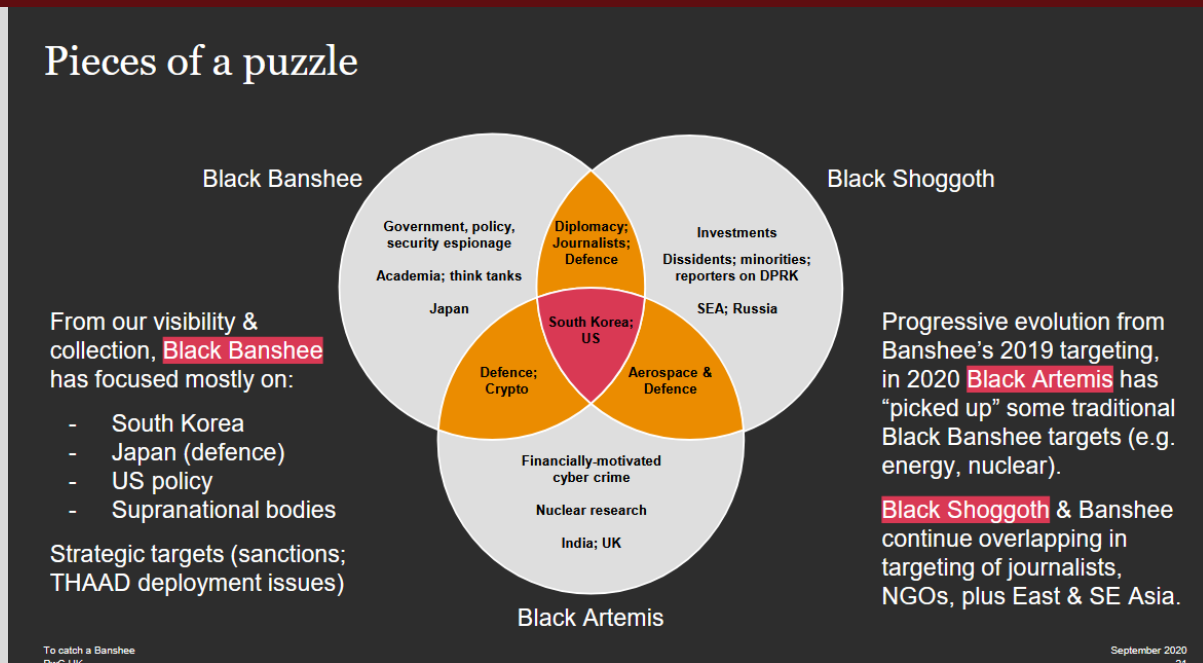 Pieces of a puzzle
Black Banshee
Black Shoggoth
Government, policy,
security espionage
Academia; think tanks
Japan
Diplomacy;
Journalists;
Defence
Investments
Dissidents; minorities;
reporters on DPRK
SEA; Russia
South Korea;
US
Defence;
Crypto
Aerospace &
Defence
Financially-motivated
cyber crime
Nuclear research
India; UK
Black Artemis
From our visibility &
collection, Black Banshee
has focused mostly on:
- South Korea
- Japan (defence)
- US policy
- Supranational bodies
Strategic targets (sanctions;
THAAD deployment issues)
Progressive evolution from
Banshee’s 2019 targeting,
in 2020 Black Artemis has
“picked up” some traditional
Black Banshee targets (e.g.
energy, nuclear).
Black Shoggoth & Banshee
continue overlapping in
targeting of journalists,
NGOs, plus East & SE Asia.
To catch a Banshee
PwC UK
September 2020